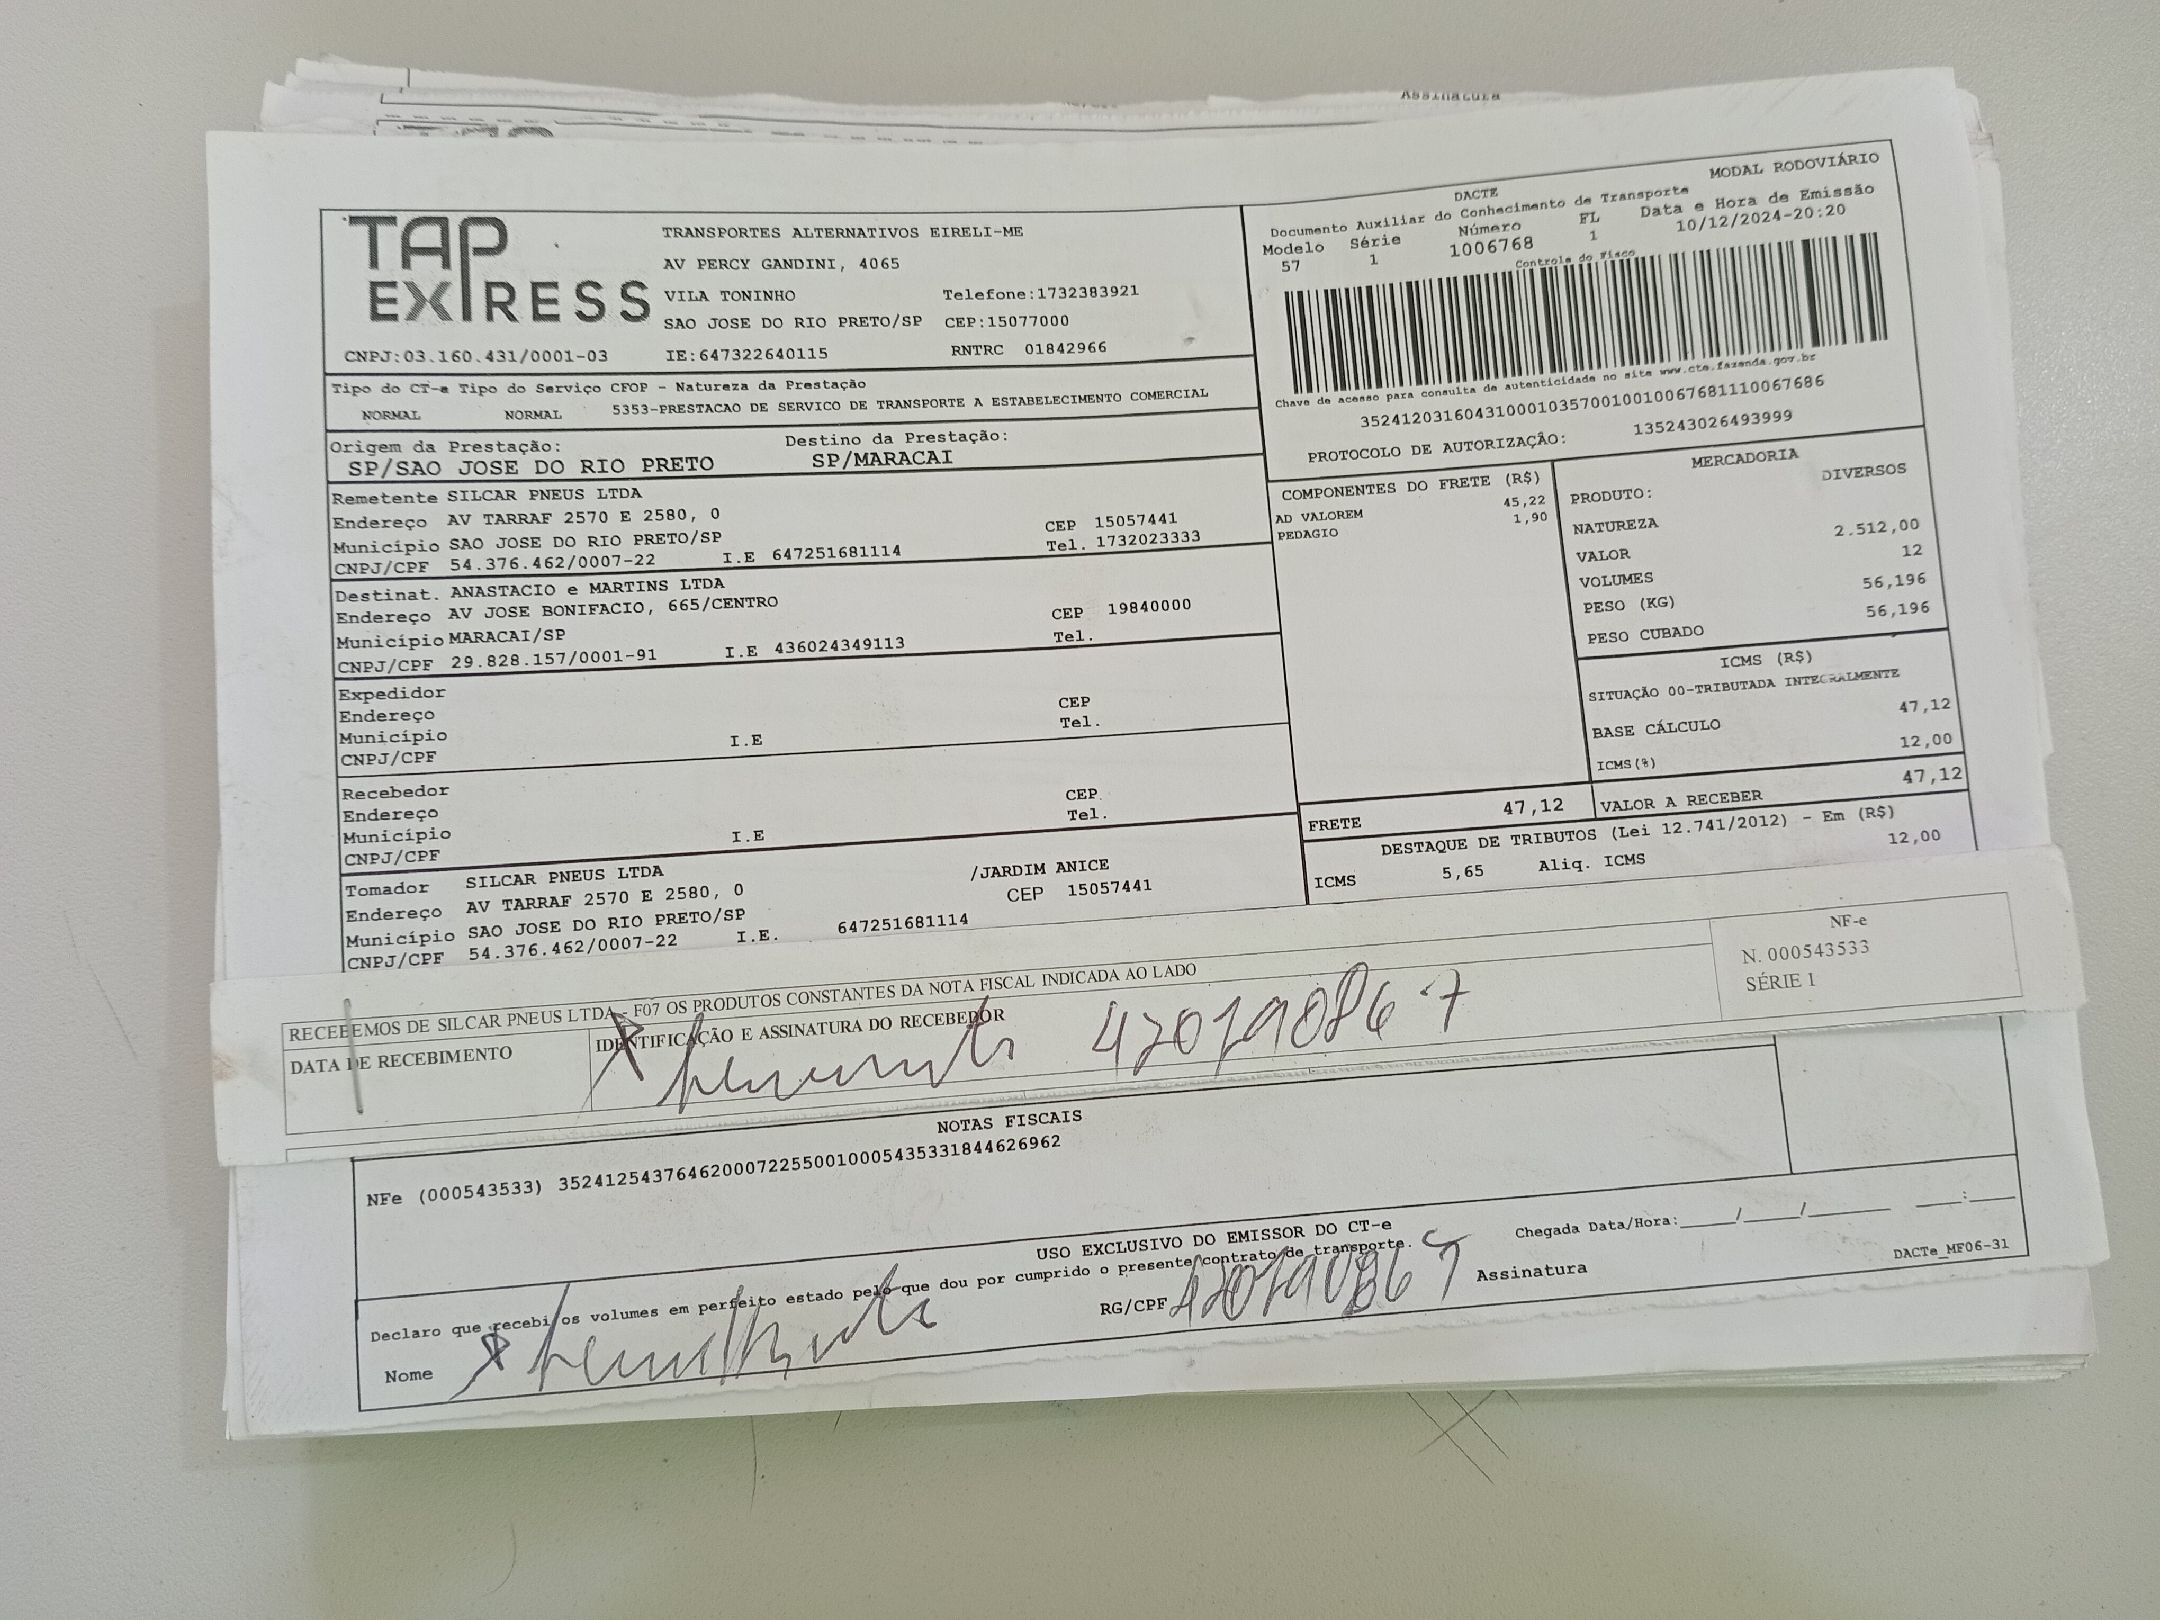 Assinatura
TAP EXPRESS
TRANSPORTES ALTERNATIVOS EIRELI-ME
AV PERCY GANDINI, 4065
VILA TONINHO Telefone:1732383921
SAO JOSE DO RIO PRETO/SP CEP:15077000
CNPJ:03.160.431/0001-03 IE:647322640115 RNTRC 01842966
DACTE MODAL RODOVIÁRIO
Documento Auxiliar do Conhecimento de Transporte
Modelo Série Número FL Data e Hora de Emissão
57 1 1006768 1 10/12/2024-20:20
Controle do Fisco
Chave de acesso para consulta de autenticidade no site www.cte.fazenda.gov.br
35241203160431000103570010010067681110067686
PROTOCOLO DE AUTORIZAÇÂO: 135243026493999
Tipo do CT-e Tipo do Serviço CFOP - Natureza da Prestação
NORMAL NORMAL 5353-PRESTACAO DE SERVICO DE TRANSPORTE A ESTABELECIMENTO COMERCIAL
Origem da Prestação: Destino da Prestação:
SP/SAO JOSE DO RIO PRETO SP/MARACAI
Remetente SILCAR PNEUS LTDA
Endereço AV TARRAF 2570 E 2580, 0 CEP 15057441
Município SAO JOSE DO RIO PRETO/SP Tel. 1732023333
CNPJ/CPF 54.376.462/0007-22 I.E 647251681114
Destinat. ANASTACIO e MARTINS LTDA
Endereço AV JOSE BONIFACIO, 665/CENTRO CEP 19840000
Município MARACAI/SP Tel.
CNPJ/CPF 29.828.157/0001-91 I.E 436024349113
Expedidor
Endereço CEP
Município Tel.
CNPJ/CPF I.E
Recebedor
Endereço CEP
Município Tel.
CNPJ/CPF I.E
Tomador SILCAR PNEUS LTDA
Endereço AV TARRAF 2570 E 2580, 0 /JARDIM ANICE
Município SAO JOSE DO RIO PRETO/SP CEP 15057441
CNPJ/CPF 54.376.462/0007-22 I.E. 647251681114
COMPONENTES DO FRETE (R$)
AD VALOREM 45,22
PEDAGIO 1,90
MERCADORIA
PRODUTO: DIVERSOS
NATUREZA
VALOR 2.512,00
VOLUMES 12
PESO (KG) 56,196
PESO CUBADO 56,196
ICMS (R$)
SITUAÇÃO 00-TRIBUTADA INTEGRALMENTE
BASE CÁLCULO 47,12
ICMS(%) 12,00
FRETE 47,12 VALOR A RECEBER 47,12
DESTAQUE DE TRIBUTOS (Lei 12.741/2012) - Em (R$)
ICMS 5,65 Aliq. ICMS 12,00
RECEBEMOS DE SILCAR PNEUS LTDA - F07 OS PRODUTOS CONSTANTES DA NOTA FISCAL INDICADA AO LADO
DATA DE RECEBIMENTO IDENTIFICAÇÃO E ASSINATURA DO RECEBEDOR
NF-e
N. 000543533
SÉRIE 1
NOTAS FISCAIS
NFe (000543533) 35241254376462000722550010005435331844626962
USO EXCLUSIVO DO EMISSOR DO CT-e
Declaro que recebi os volumes em perfeito estado pelo que dou por cumprido o presente contrato de transporte.
Chegada Data/Hora:_____/_____/_______ ____:____
Nome RG/CPF Assinatura
DACTe_MF06-31